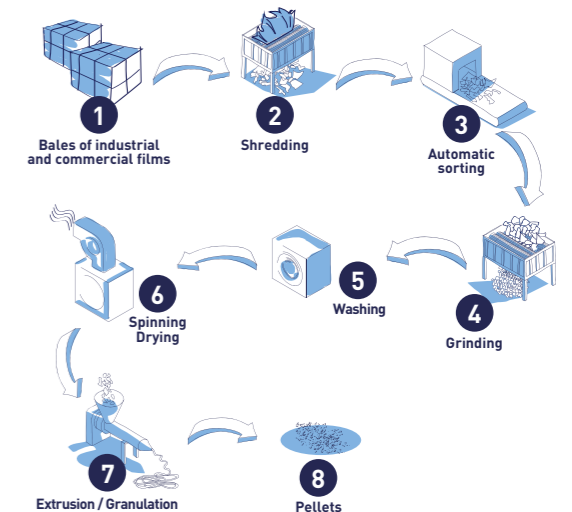 1
Bales of industrial
and commercial films
2
Shredding
3
Automatic
sorting
4
Grinding
5
Washing
6
Spinning
Drying
7
Extrusion / Granulation
8
Pellets